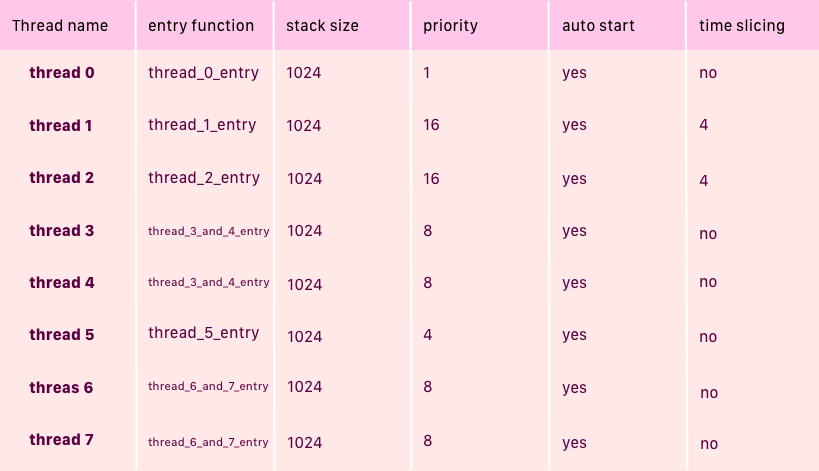 Thread name entry function stack size priority auto start time slicing
thread 0 thread_0_entry 1024 1 yes no
thread 1 thread_1_entry 1024 16 yes 4
thread 2 thread_2_entry 1024 16 yes 4
thread 3 thread_3_and_4_entry 1024 8 yes no
thread 4 thread_3_and_4_entry 1024 8 yes no
thread 5 thread_5_entry 1024 4 yes no
threas 6 thread_6_and_7_entry 1024 8 yes no
thread 7 thread_6_and_7_entry 1024 8 yes no